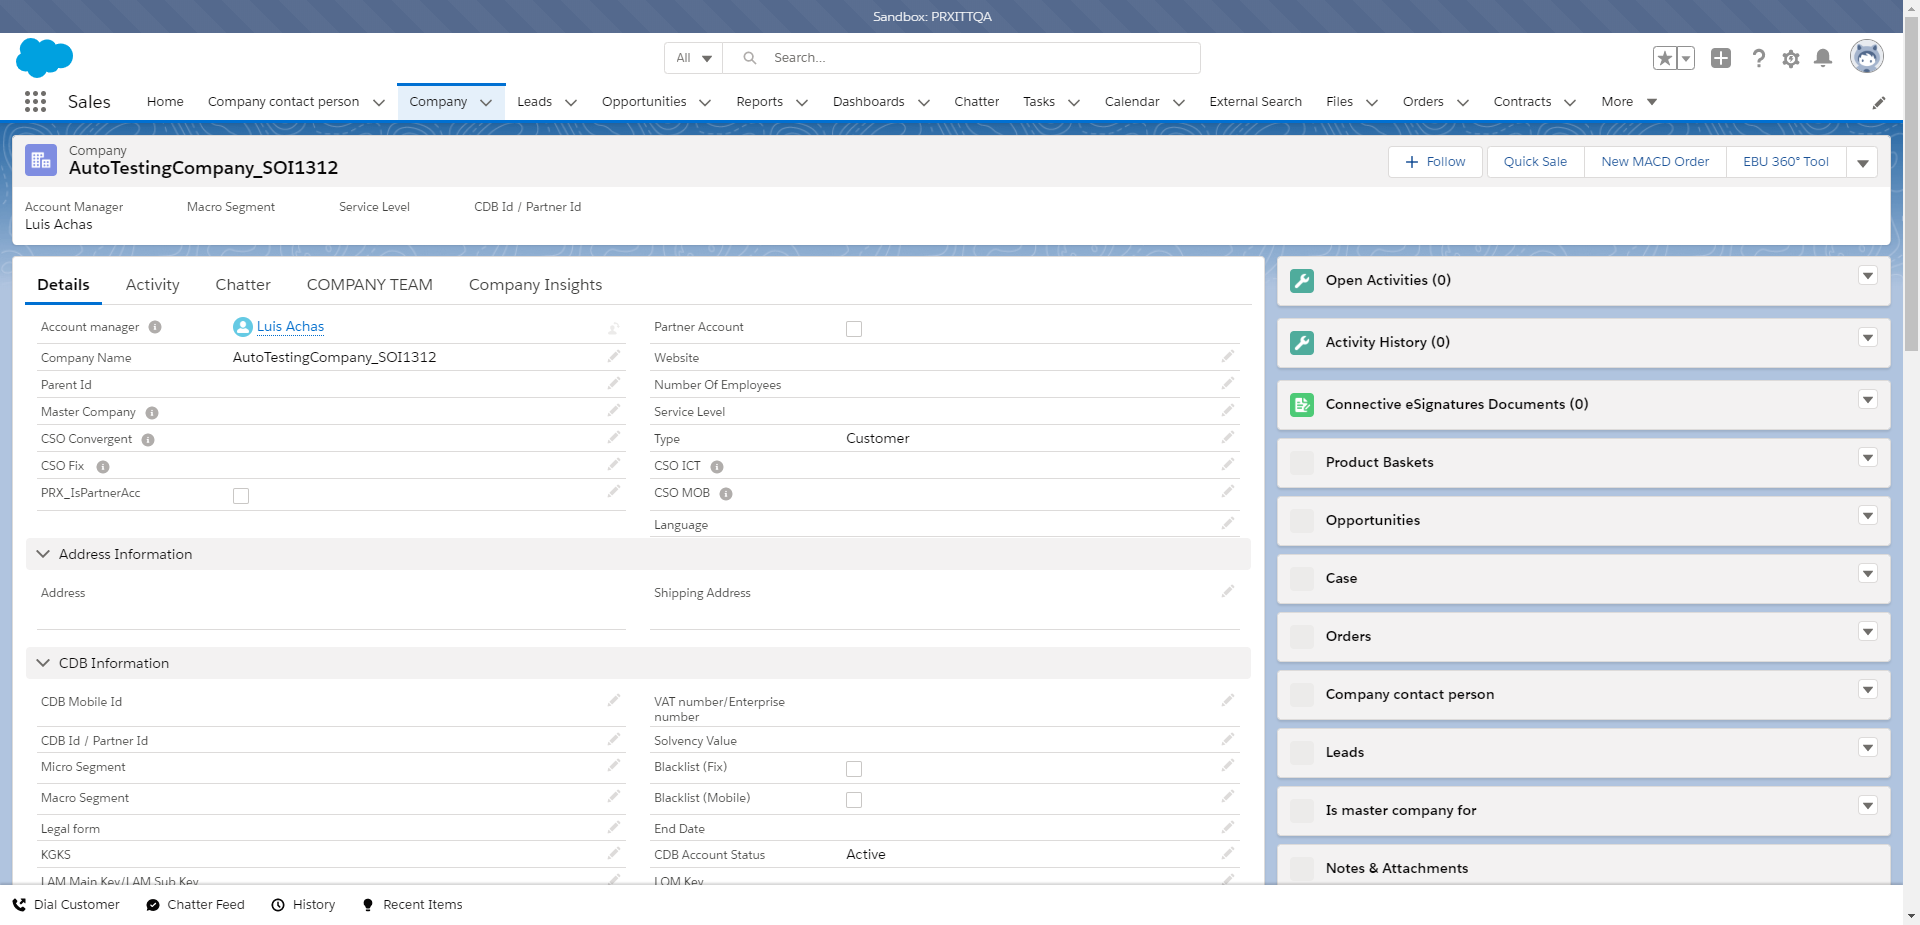 Sandbox: PRXITTQA
All
Search...
Sales
Home
Company contact person
Company
Leads
Opportunities
Reports
Dashboards
Chatter
Tasks
Calendar
External Search
Files
Orders
Contracts
More
Company
AutoTestingCompany_SOI1312
Follow
Quick Sale
New MACD Order
EBU 360° Tool
Account Manager
Luis Achas
Macro Segment
Service Level
CDB Id / Partner Id
Details
Activity
Chatter
COMPANY TEAM
Company Insights
Account manager
Luis Achas
Company Name
AutoTestingCompany_SOI1312
Parent Id
Master Company
CSO Convergent
CSO Fix
PRX_IsPartnerAcc
Partner Account
Website
Number Of Employees
Service Level
Type
Customer
CSO ICT
CSO MOB
Language
Address Information
Address
Shipping Address
CDB Information
CDB Mobile Id
CDB Id / Partner Id
Micro Segment
Macro Segment
Legal form
KGKS
LAM Main Key/LAM Sub Key
VAT number/Enterprise
number
Solvency Value
Blacklist (Fix)
Blacklist (Mobile)
End Date
CDB Account Status
Active
LOM Key
Open Activities (0)
Activity History (0)
Connective eSignatures Documents (0)
Product Baskets
Opportunities
Case
Orders
Company contact person
Leads
Is master company for
Notes & Attachments
Dial Customer
Chatter Feed
History
Recent Items